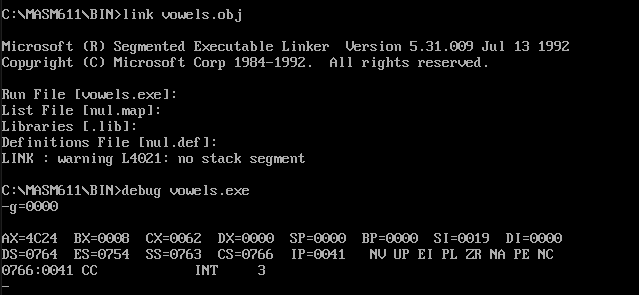 C:\MASM611\BIN>link vowels.obj
Microsoft (R) Segmented Executable Linker  Version 5.31.009 Jul 13 1992
Copyright (C) Microsoft Corp 1984-1992.  All rights reserved.
Run File [vowels.exe]:
List File [nul.map]:
Libraries [.lib]:
Definitions File [nul.def]:
LINK : warning L4021: no stack segment
C:\MASM611\BIN>debug vowels.exe
-g=0000
AX=4C24  BX=0008  CX=0062  DX=0000  SP=0000  BP=0000  SI=0019  DI=0000
DS=0764  ES=0754  SS=0763  CS=0766  IP=0041   NV UP EI PL ZR NA PE NC
0766:0041 CC            INT     3
-